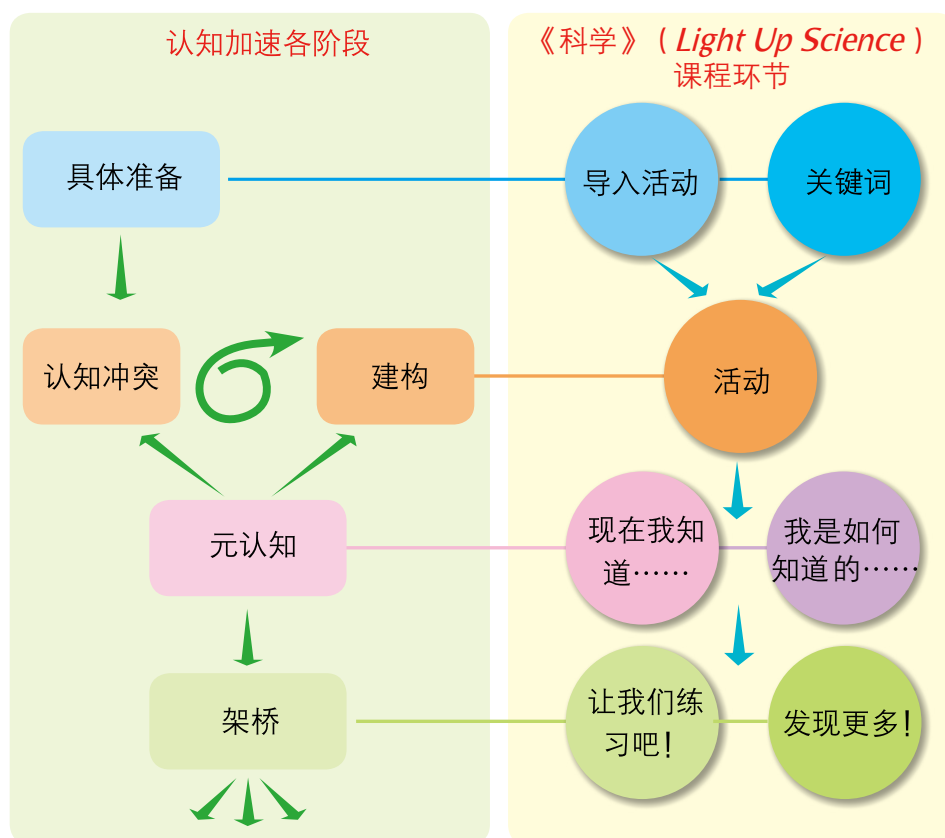 认知加速各阶段
《科学》(Light Up Science)
课程环节
具体准备
导入活动
关键词
认知冲突
建构
活动
元认知
现在我知
道……
我是如何
知道的……
架桥
让我们练
习吧!
发现更多!